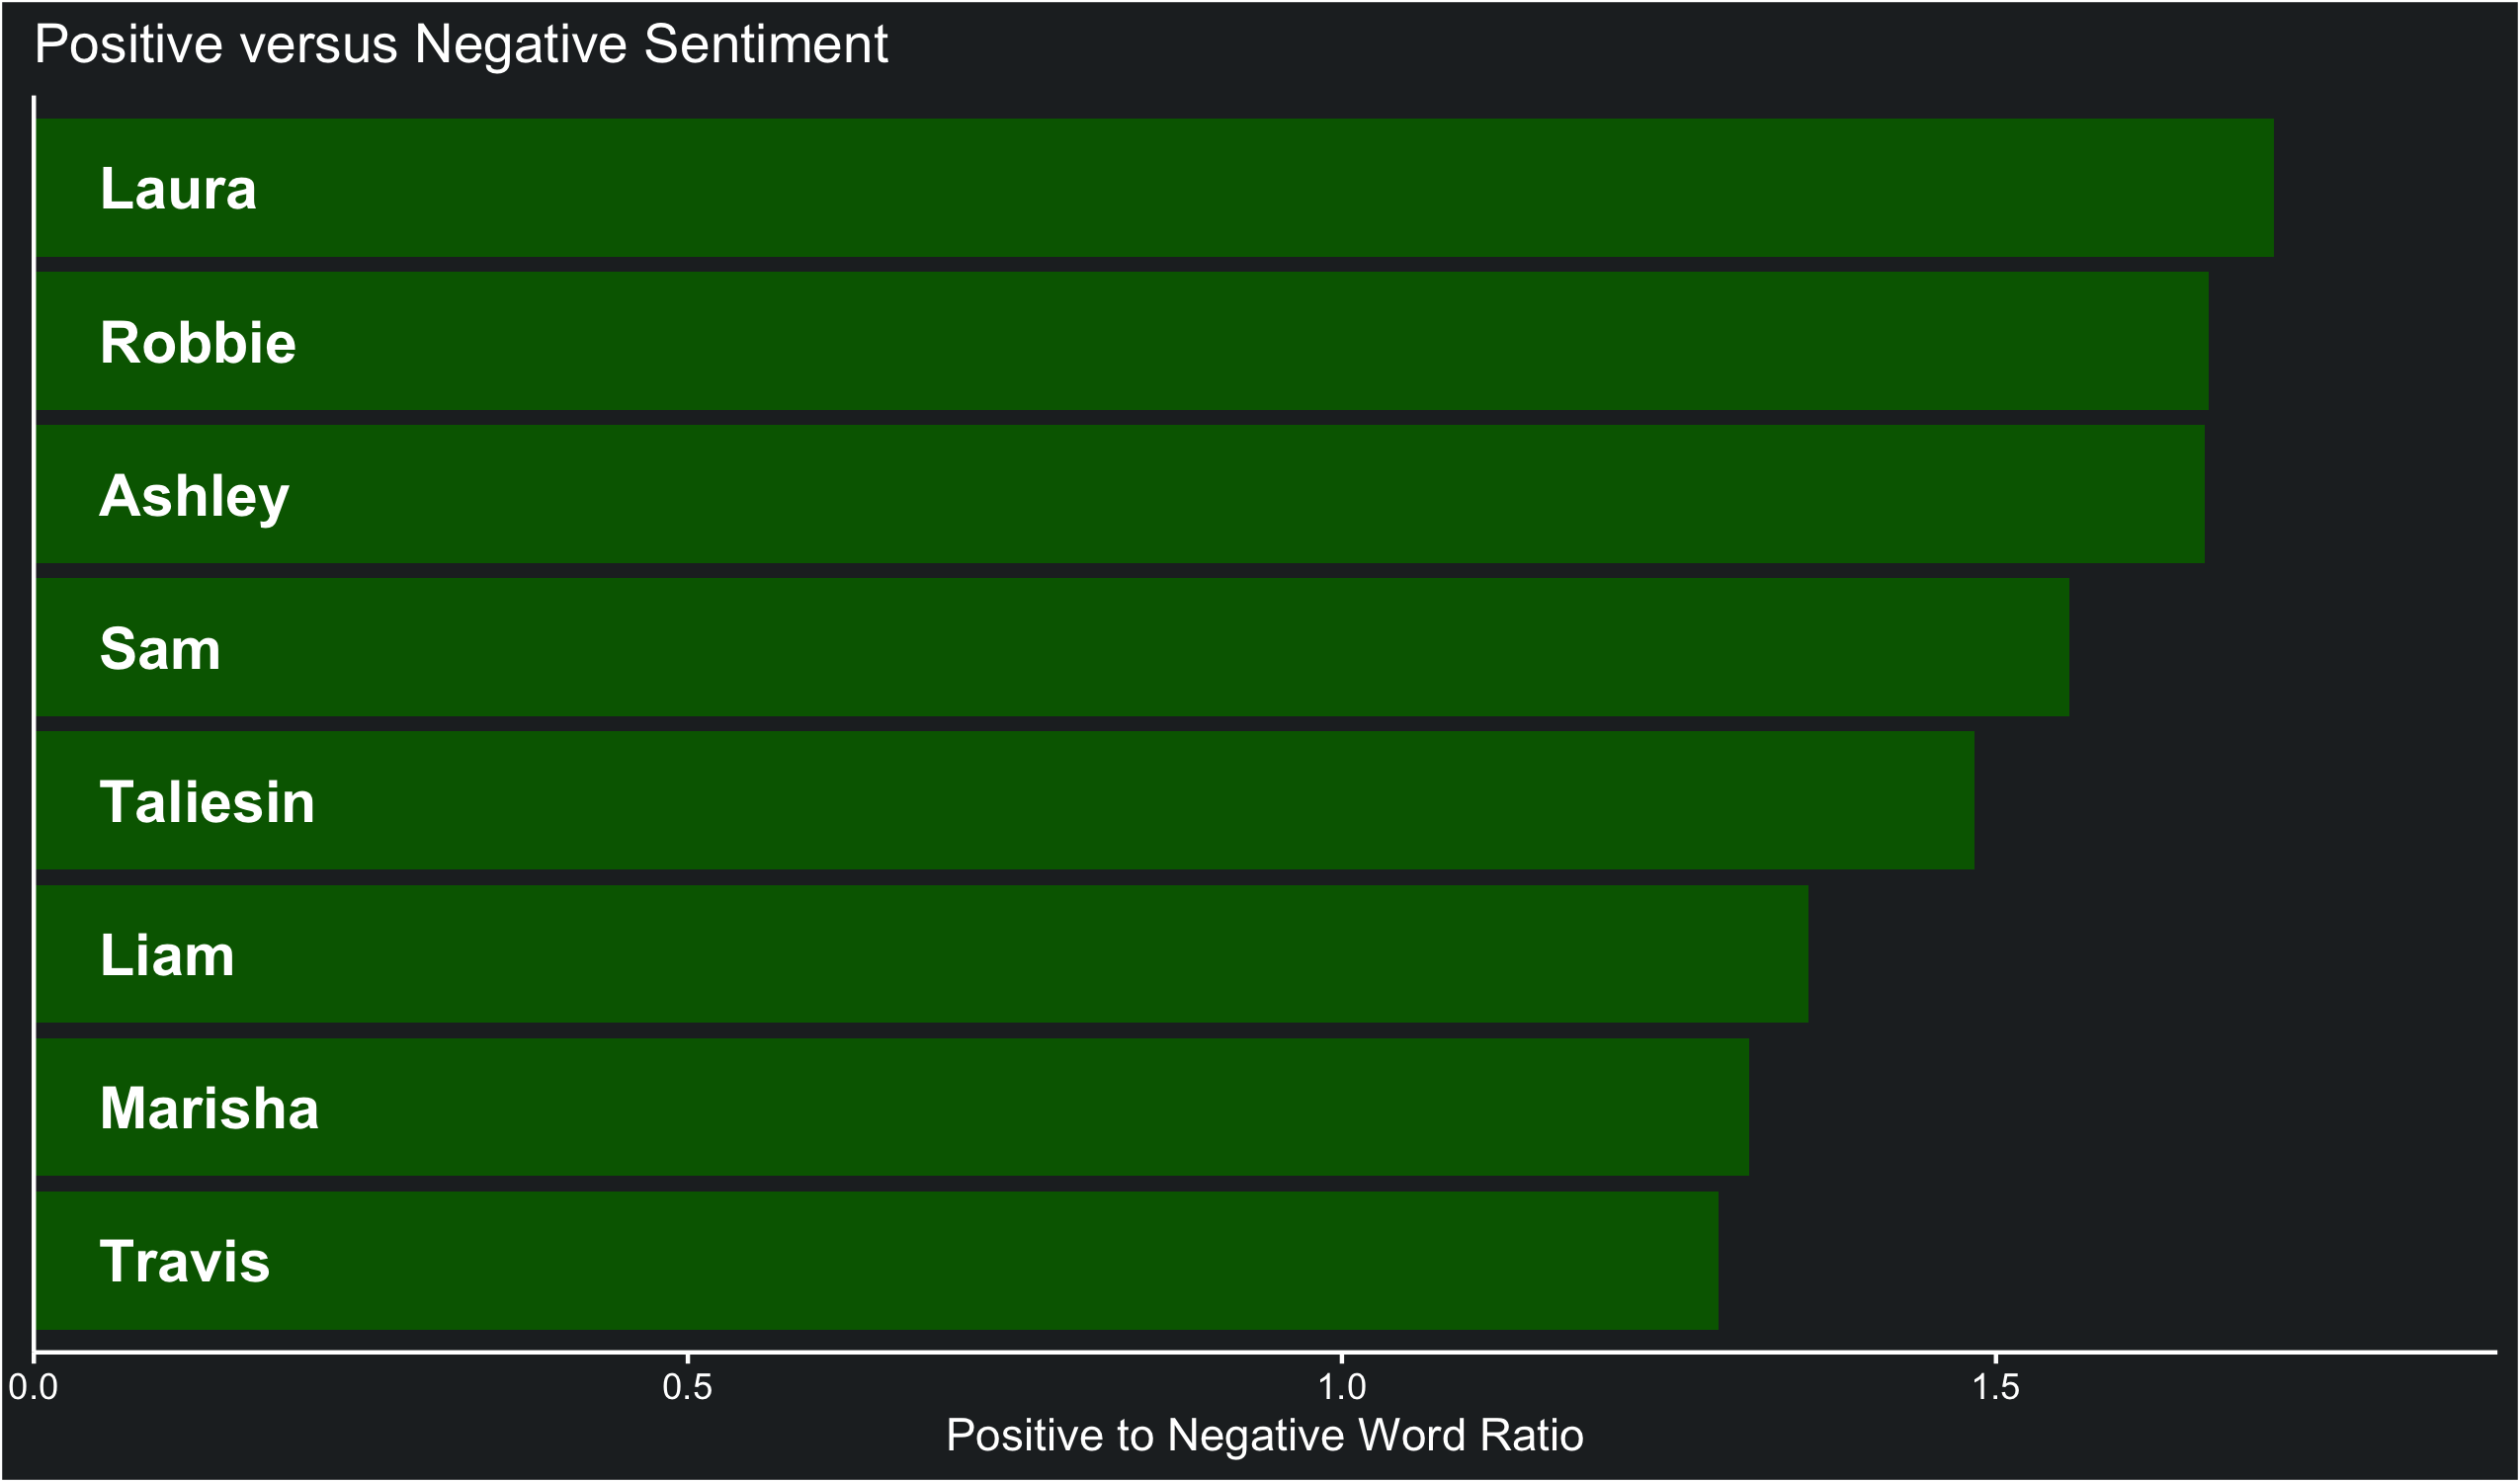 Positive versus Negative Sentiment
Laura
Robbie
Ashley
Sam
Taliesin
Liam
Marisha
Travis
0.0 0.5 1.0 1.5
Positive to Negative Word Ratio